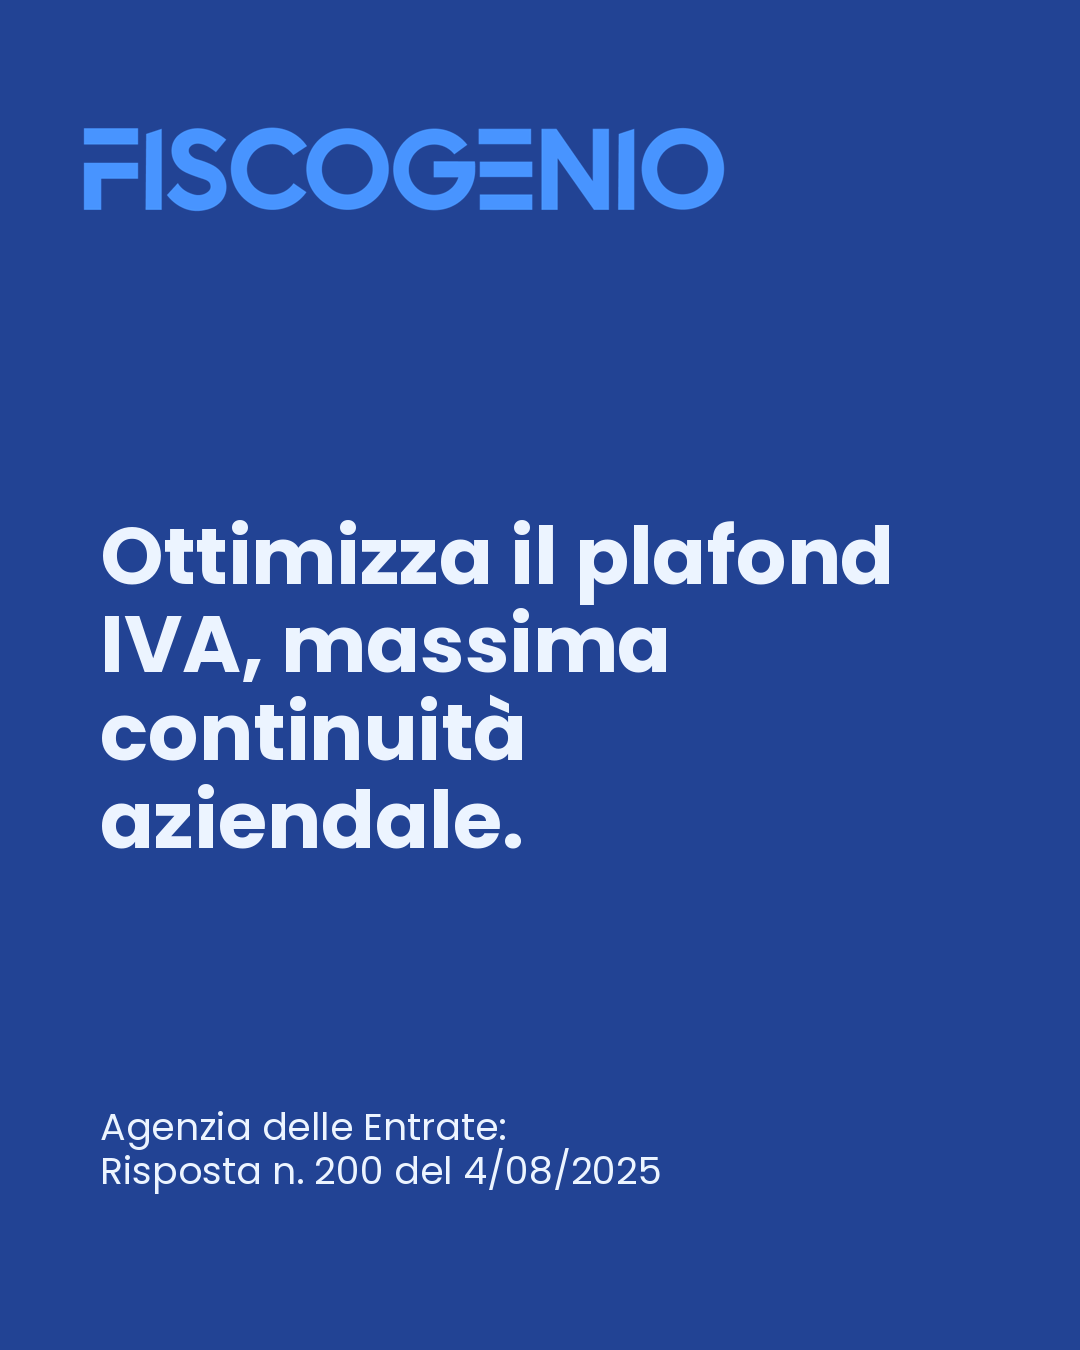 FISCOGENIO
Ottimizza il plafond
IVA, massima
continuità
aziendale.
Agenzia delle Entrate:
Risposta n. 200 del 4/08/2025